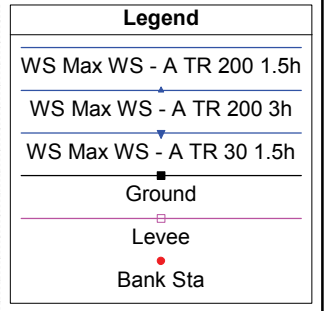 Legend
WS Max WS - A TR 200 1.5h
WS Max WS - A TR 200 3h
WS Max WS - A TR 30 1.5h
Ground
Levee
Bank Sta